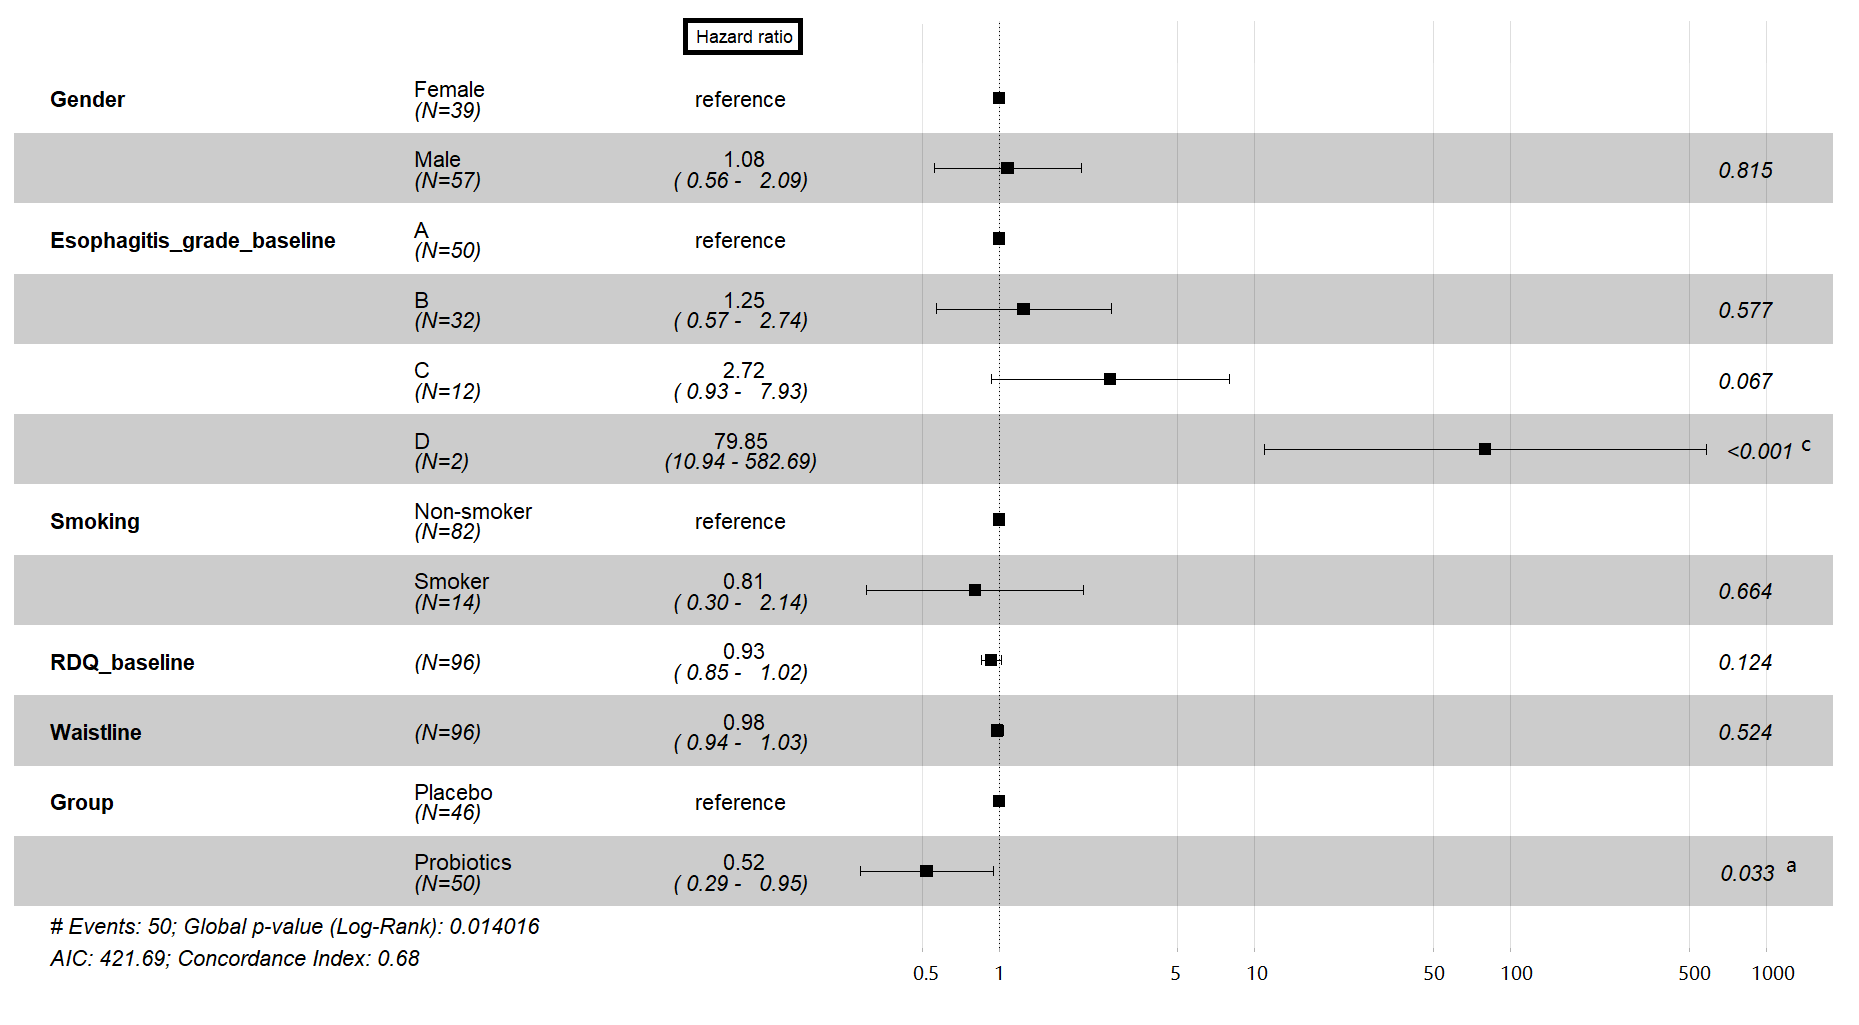 Hazard ratio
Gender Female reference
(N=39)
Male 1.08
(N=57) ( 0.56 - 2.09) 0.815
Esophagitis_grade_baseline A reference
(N=50)
B 1.25
(N=32) ( 0.57 - 2.74) 0.577
C 2.72
(N=12) ( 0.93 - 7.93) 0.067
D 79.85
(N=2) (10.94 - 582.69) <0.001 c
Smoking Non-smoker reference
(N=82)
Smoker 0.81
(N=14) ( 0.30 - 2.14) 0.664
RDQ_baseline (N=96) 0.93
( 0.85 - 1.02) 0.124
Waistline (N=96) 0.98
( 0.94 - 1.03) 0.524
Group Placebo reference
(N=46)
Probiotics 0.52
(N=50) ( 0.29 - 0.95) 0.033 a
# Events: 50; Global p-value (Log-Rank): 0.014016
AIC: 421.69; Concordance Index: 0.68
0.5 1 5 10 50 100 500 1000